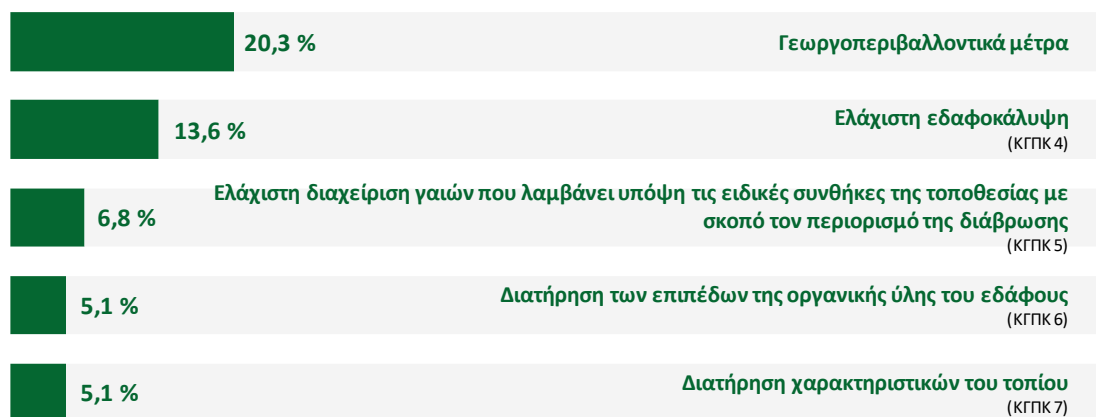 20,3 %
Γεωργοπεριβαλλοντικά μέτρα
13,6 %
Ελάχιστη εδαφοκάλυψη
(ΚΓΠΚ 4)
6,8 %
Ελάχιστη διαχείριση γαιών που λαμβάνει υπόψη τις ειδικές συνθήκες της τοποθεσίας με
σκοπό τον περιορισμό της διάβρωσης
(ΚΓΠΚ 5)
5,1 %
Διατήρηση των επιπέδων της οργανικής ύλης του εδάφους
(ΚΓΠΚ 6)
5,1 %
Διατήρηση χαρακτηριστικών του τοπίου
(ΚΓΠΚ 7)